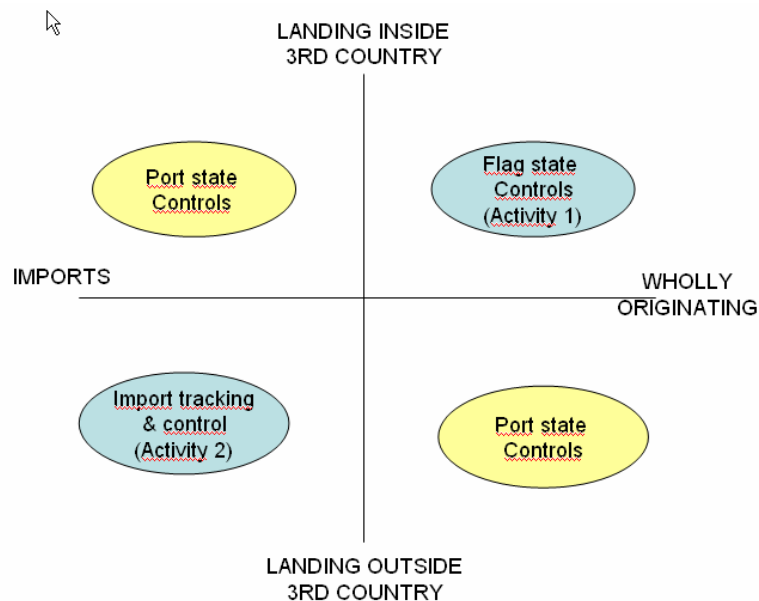 LANDING INSIDE
3RD COUNTRY
Port state
Controls
Flag state
Controls
(Activity 1)
IMPORTS
WHOLLY
ORIGINATING
Import tracking
& control
(Activity 2)
Port state
Controls
LANDING OUTSIDE
3RD COUNTRY